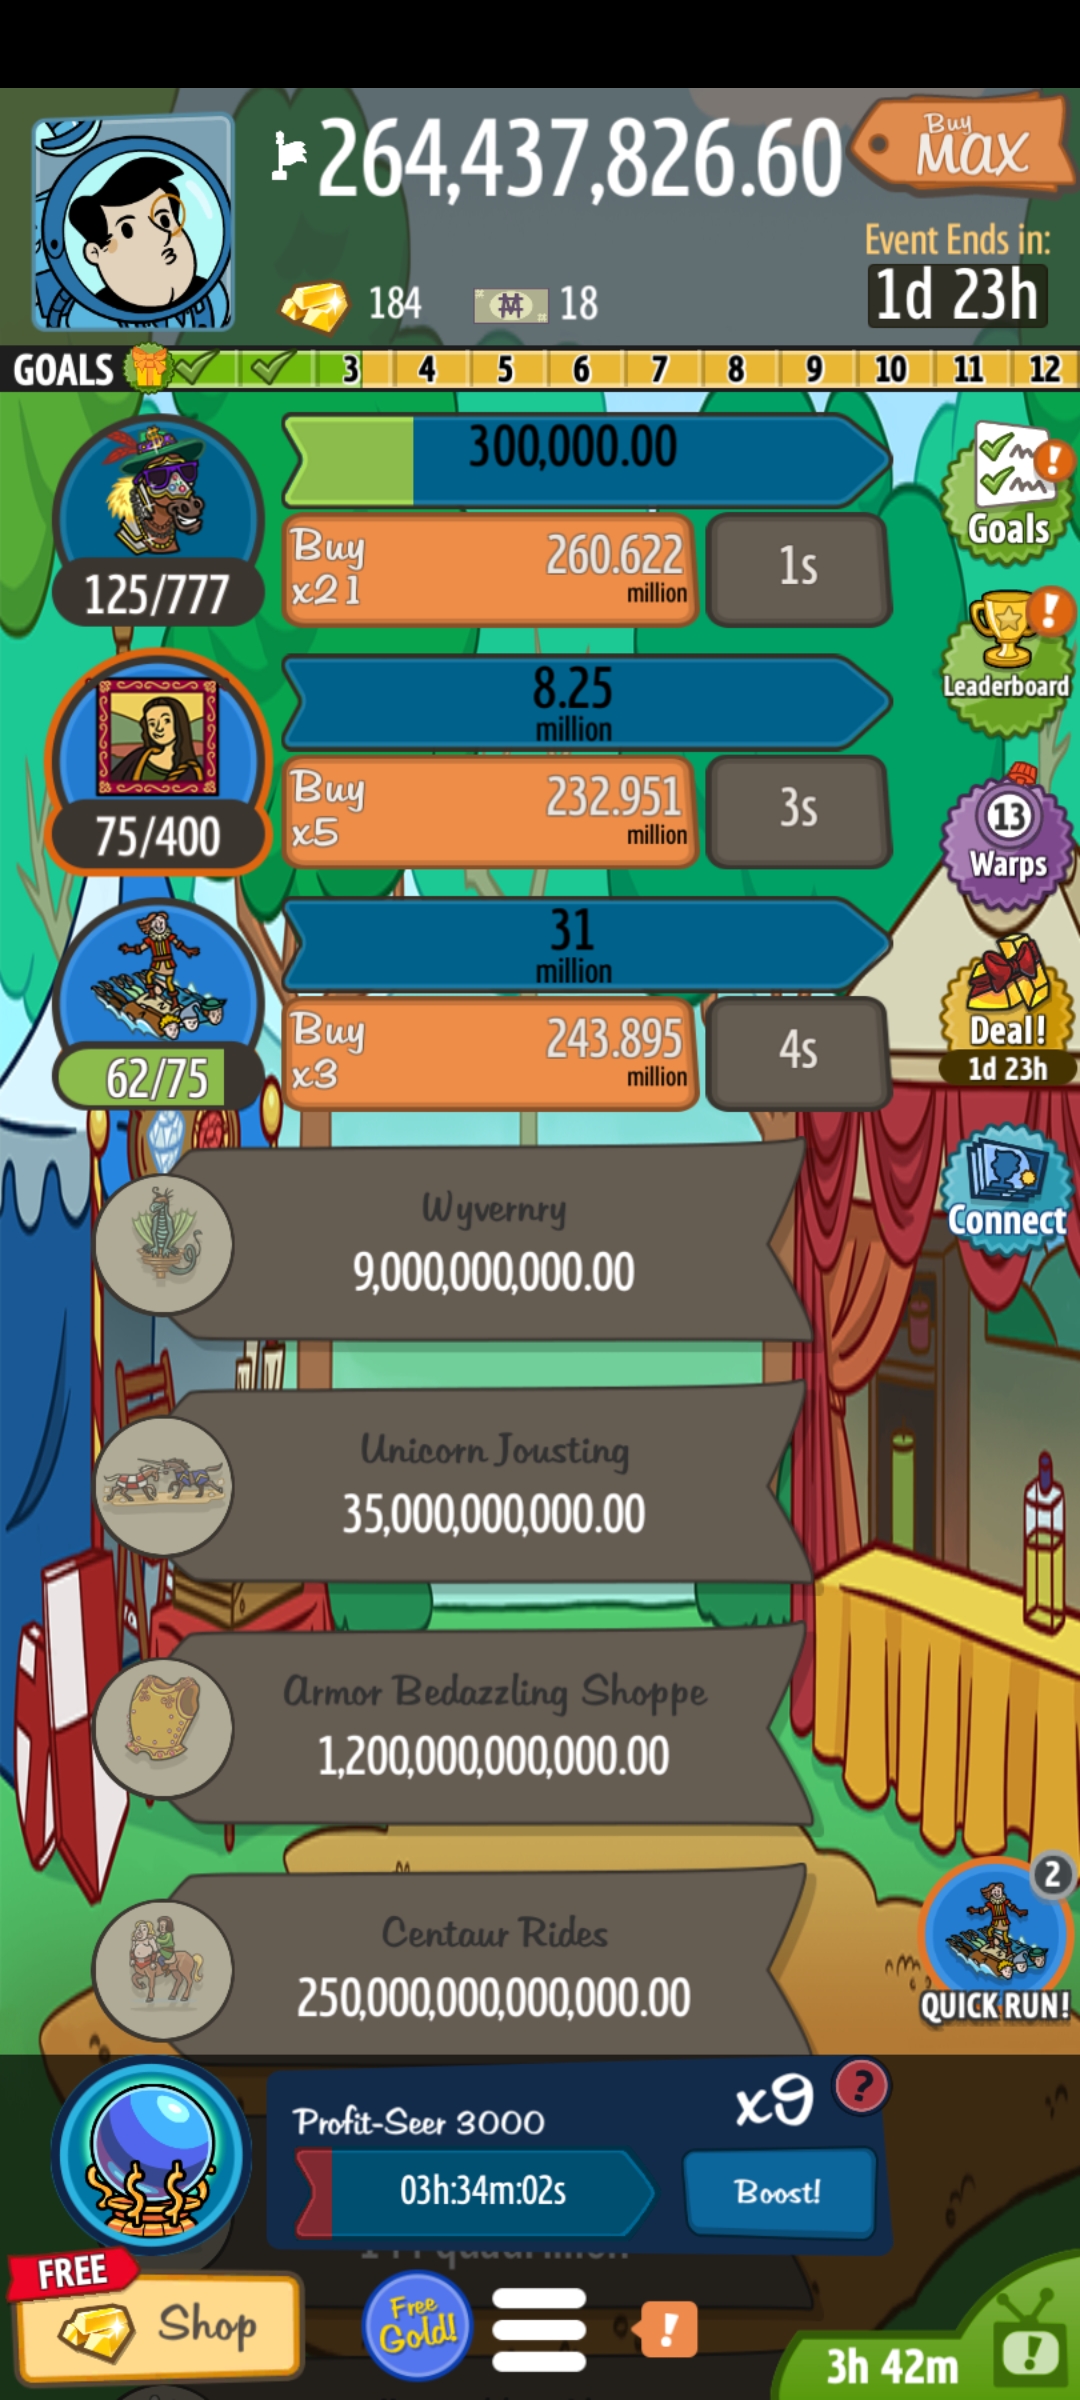 264,437,826.60
Buy
MAX
184
18
Event Ends in:
1d 23h
GOALS 3 4 5 6 7 8 9 10 11 12
300,000.00
Buy
x21
260.622
million
1s
125/777
Goals
8.25
million
Buy
x5
232.951
million
3s
75/400
Leaderboard
13
Warps
31
million
Buy
x3
243.895
million
4s
62/75
Deal!
1d 23h
Wyvernry
9,000,000,000.00
Connect
Unicorn Jousting
35,000,000,000.00
Armor Bedazzling Shoppe
1,200,000,000,000.00
Centaur Rides
250,000,000,000,000.00
2
QUICK RUN!
Profit-Seer 3000
x9
?
03h:34m:02s
Boost!
FREE
Shop
Free
Gold!
!
3h 42m
!